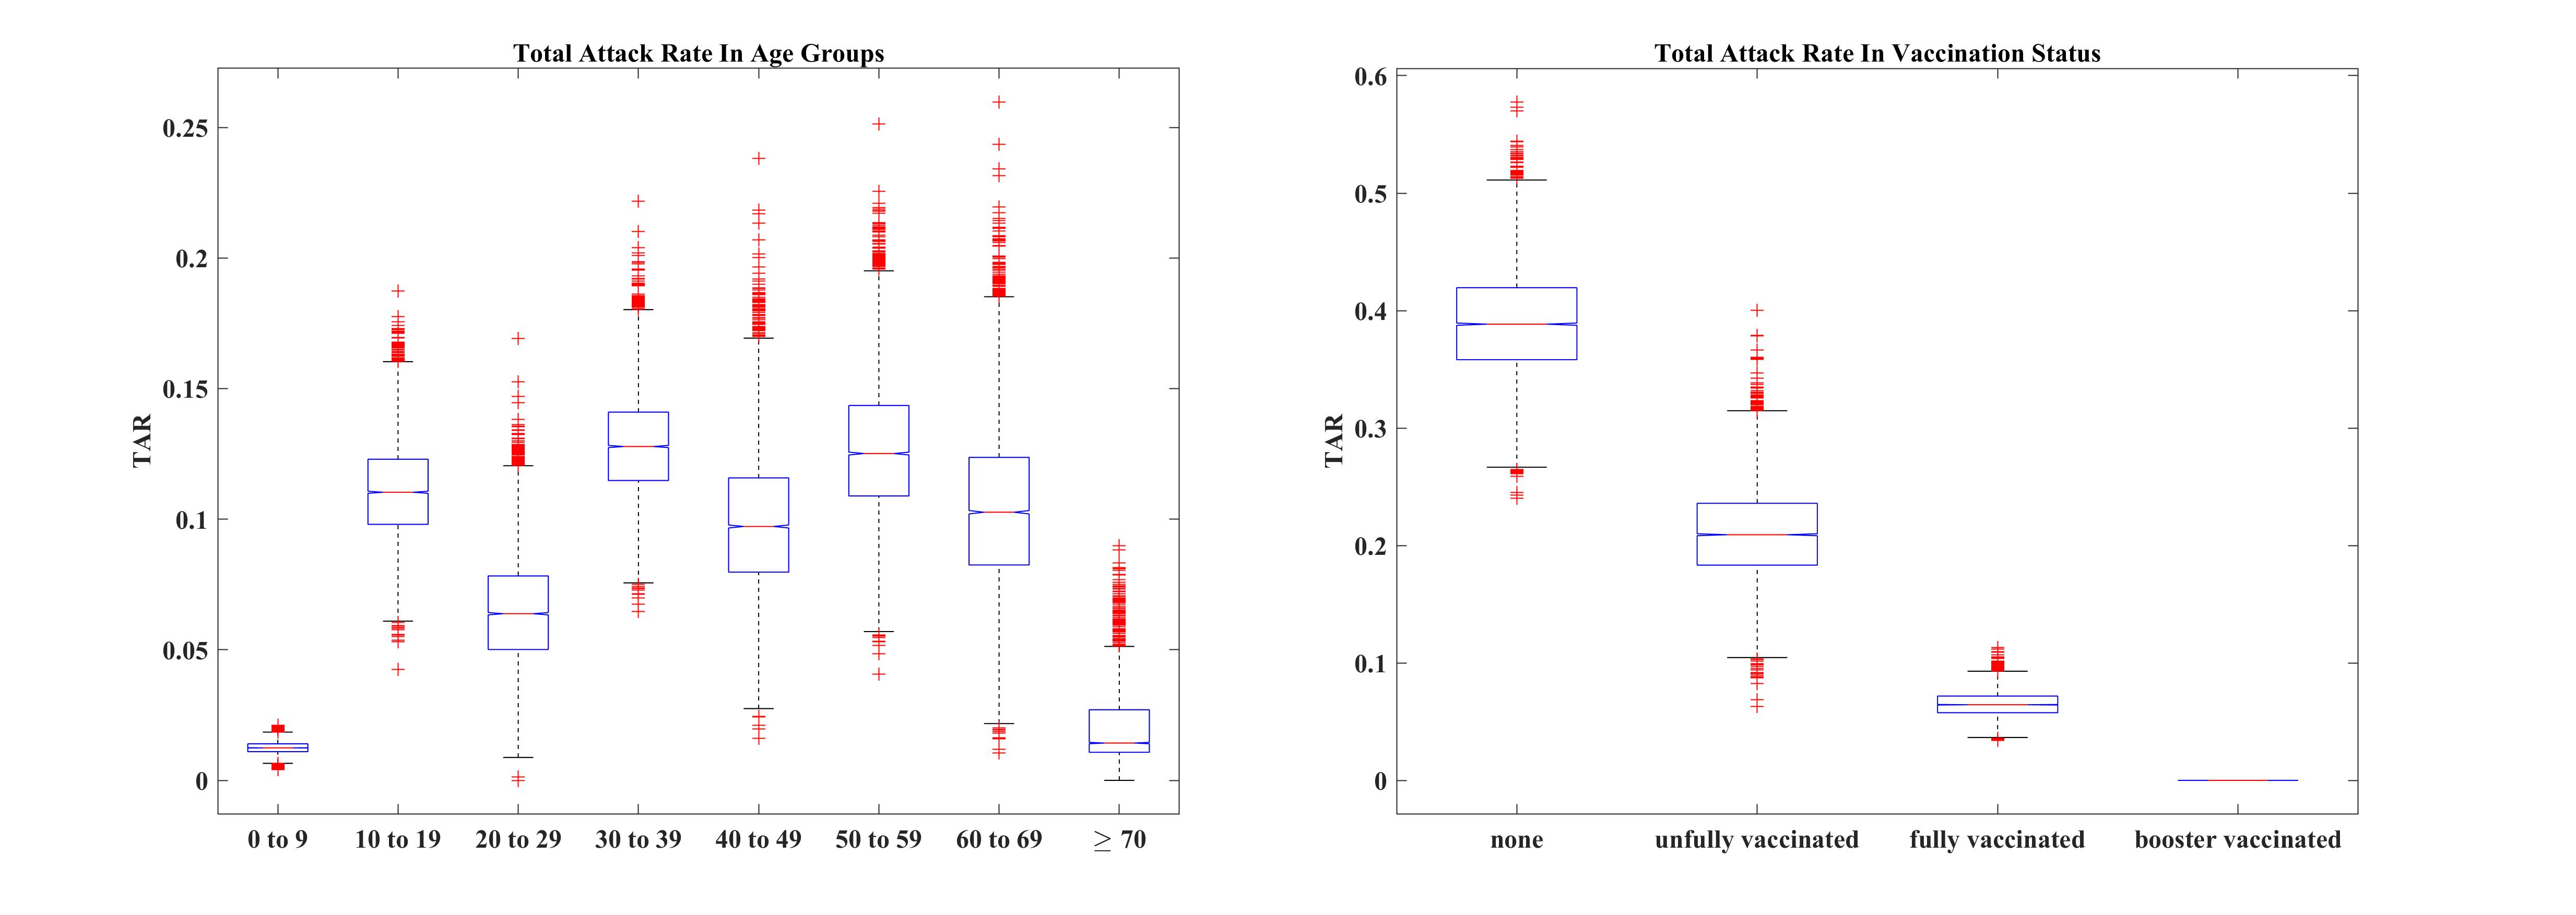 Total Attack Rate In Age Groups
TAR
0.25
0.2
0.15
0.1
0.05
0
0 to 9 10 to 19 20 to 29 30 to 39 40 to 49 50 to 59 60 to 69 ≥ 70
Total Attack Rate In Vaccination Status
TAR
0.6
0.5
0.4
0.3
0.2
0.1
0
none unfully vaccinated fully vaccinated booster vaccinated